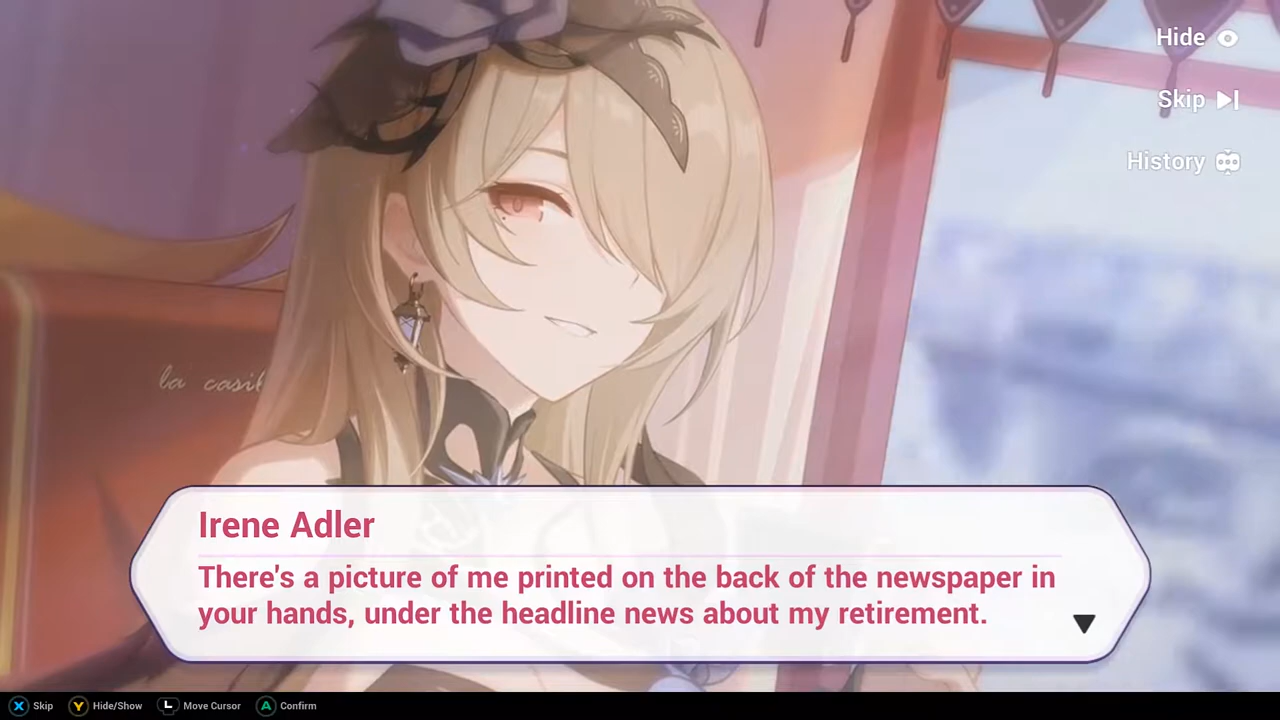 Hide
Skip
History
la casi
Irene Adler
There's a picture of me printed on the back of the newspaper in
your hands, under the headline news about my retirement.
X Skip
Y Hide/Show
L Move Cursor
A Confirm